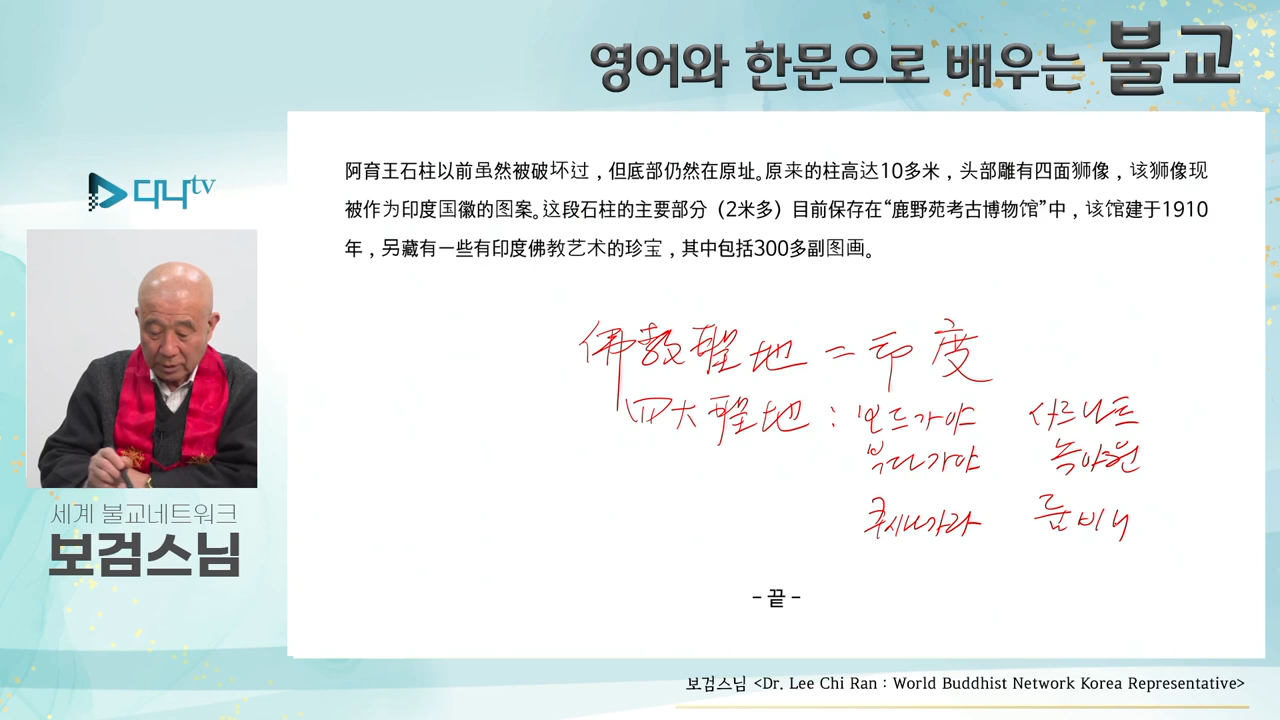 영어와 한문으로 배우는 불교
디나tv
阿育王石柱以前虽然被破坏过，但底部仍然在原址。原来的柱高达10多米，头部雕有四面狮像，该狮像现
被作为印度国徽的图案。这段石柱的主要部分（2米多）目前保存在“鹿野苑考古博物馆”中，该馆建于1910
年，另藏有一些有印度佛教艺术的珍宝，其中包括300多副图画。
佛敎聖地 = 印度
四大聖地 : 보드가야 사르나트
붓다가야 녹야원
쿠시나가라 룸비니
- 끝 -
세계 불교네트워크
보검스님
보검스님 <Dr. Lee Chi Ran : World Buddhist Network Korea Representative>